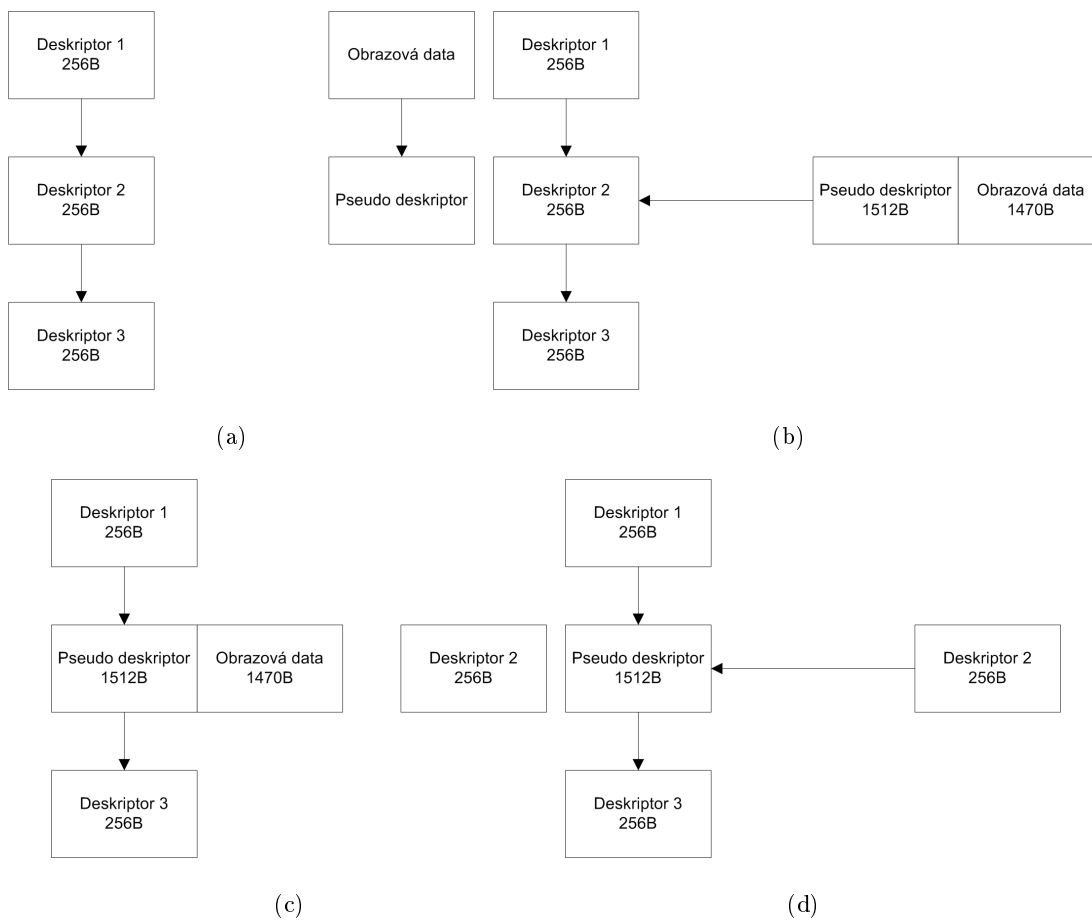 Deskriptor 1
256B
Deskriptor 2
256B
Deskriptor 3
256B
(a)
Obrazová data
Pseudo deskriptor
Deskriptor 1
256B
Deskriptor 2
256B
Deskriptor 3
256B
Pseudo deskriptor
1512B
Obrazová data
1470B
(b)
Deskriptor 1
256B
Pseudo deskriptor
1512B
Obrazová data
1470B
Deskriptor 3
256B
Deskriptor 2
256B
(c)
Deskriptor 1
256B
Pseudo deskriptor
1512B
Deskriptor 3
256B
Deskriptor 2
256B
(d)